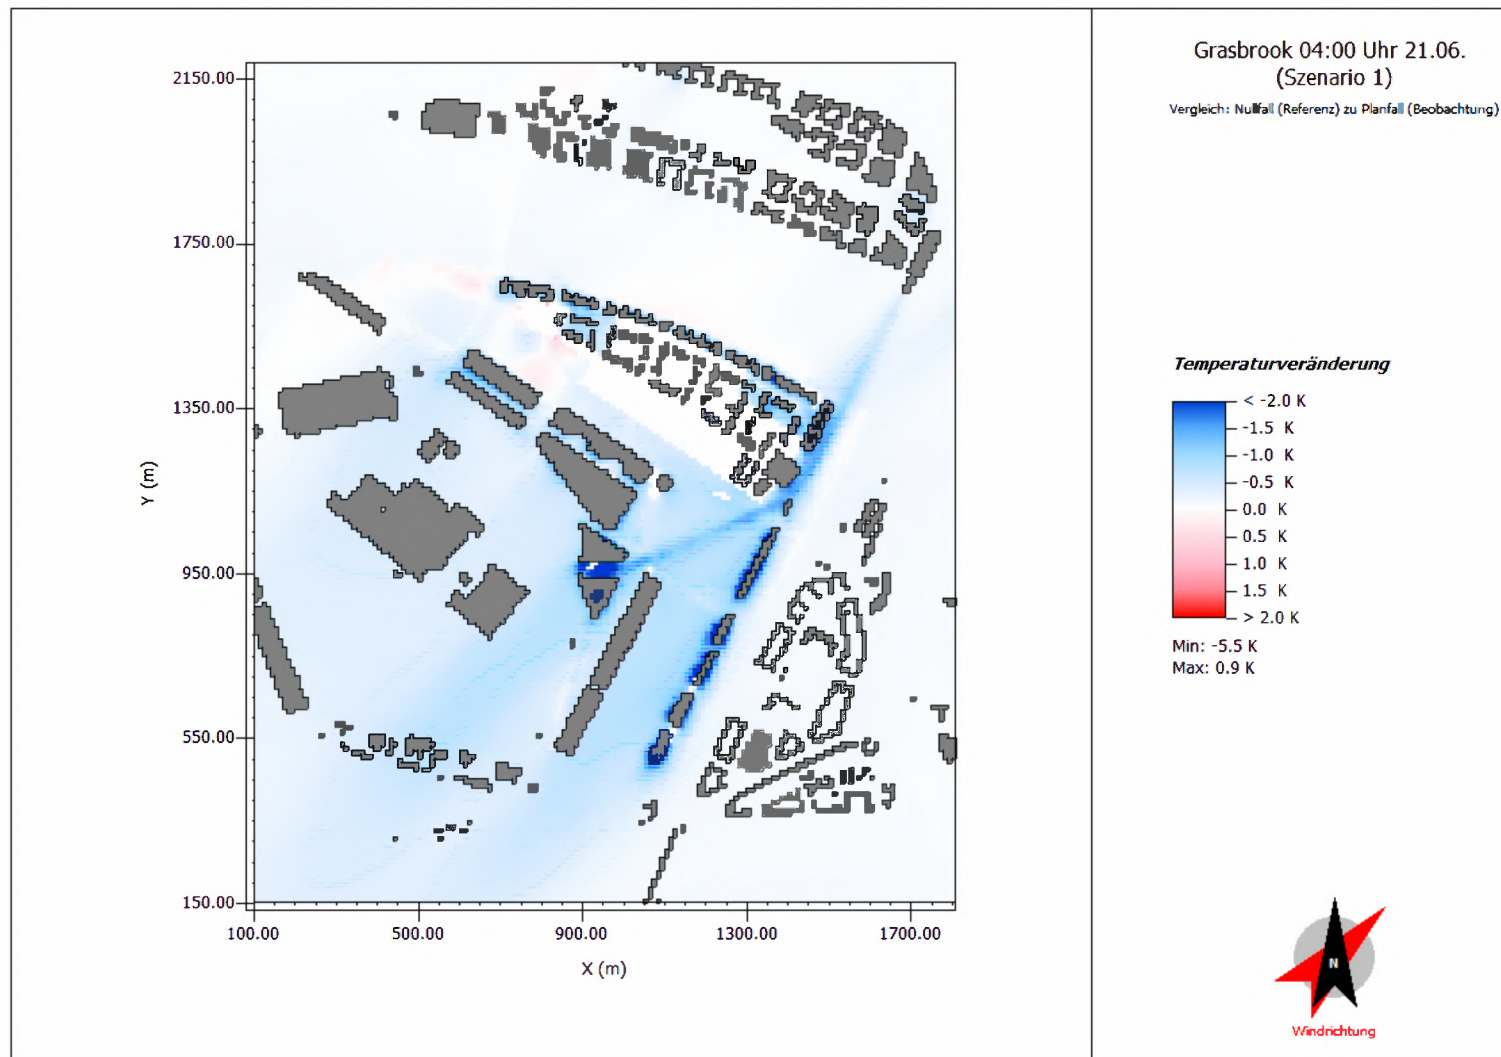 Grasbrook 04:00 Uhr 21.06.
(Szenario 1)
Vergleich: Nullfall (Referenz) zu Planfall (Beobachtung)
2150.00
1750.00
1350.00
950.00
550.00
150.00
Y (m)
100.00 500.00 900.00 1300.00 1700.00
X (m)
Temperaturveränderung
< -2.0 K
-1.5 K
-1.0 K
-0.5 K
0.0 K
0.5 K
1.0 K
1.5 K
> 2.0 K
Min: -5.5 K
Max: 0.9 K
N
Windrichtung